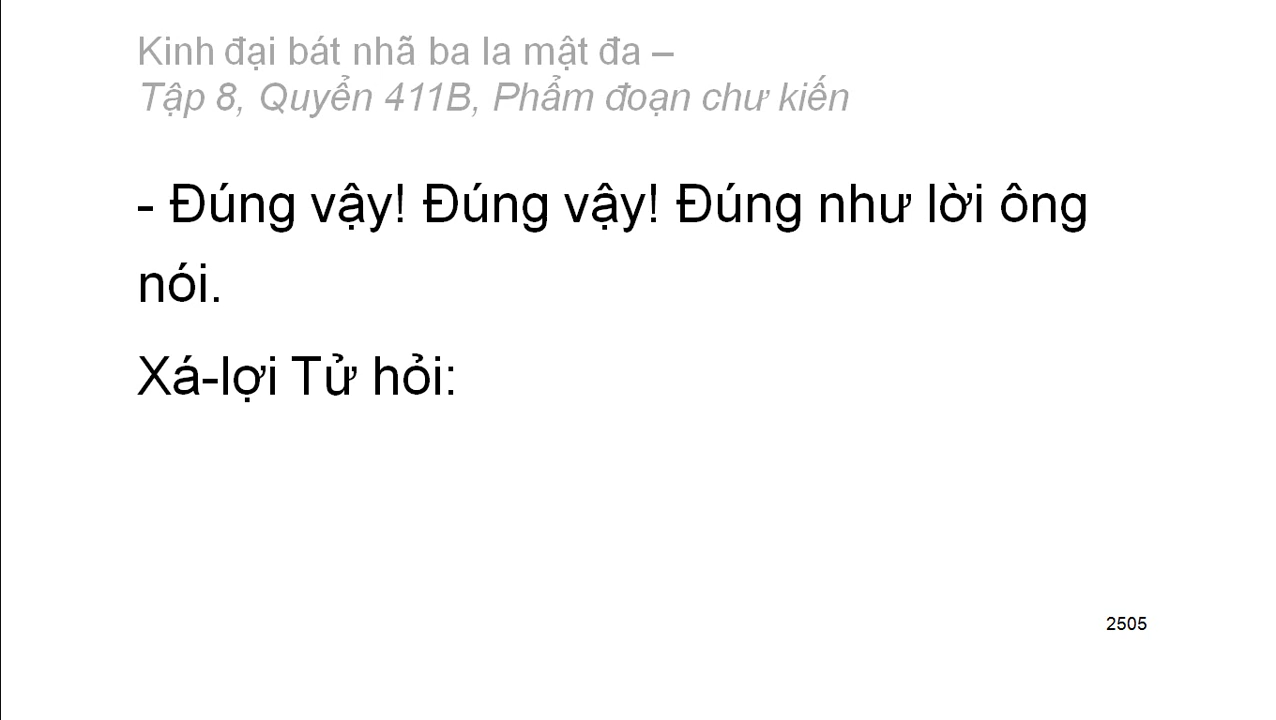 Kinh đại bát nhã ba la mật đa –
Tập 8, Quyển 411B, Phẩm đoạn chư kiến
- Đúng vậy! Đúng vậy! Đúng như lời ông
nói.
Xá-lợi Tử hỏi:
2505